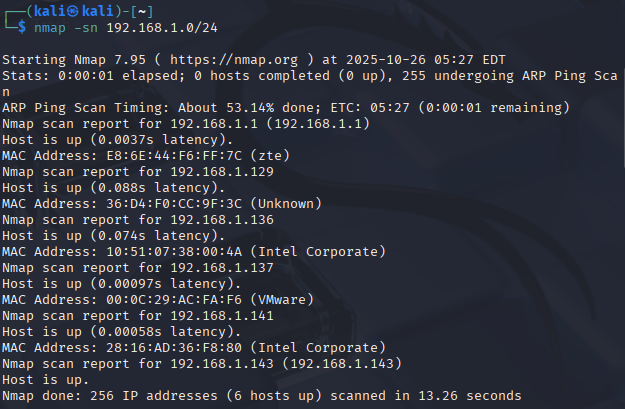 ┌──(kali㉿kali)-[~]
└─$ nmap -sn 192.168.1.0/24
Starting Nmap 7.95 ( https://nmap.org ) at 2025-10-26 05:27 EDT
Stats: 0:00:01 elapsed; 0 hosts completed (0 up), 255 undergoing ARP Ping Sca
n
ARP Ping Scan Timing: About 53.14% done; ETC: 05:27 (0:00:01 remaining)
Nmap scan report for 192.168.1.1 (192.168.1.1)
Host is up (0.0037s latency).
MAC Address: E8:6E:44:F6:FF:7C (zte)
Nmap scan report for 192.168.1.129
Host is up (0.088s latency).
MAC Address: 36:D4:F0:CC:9F:3C (Unknown)
Nmap scan report for 192.168.1.136
Host is up (0.074s latency).
MAC Address: 10:51:07:38:00:4A (Intel Corporate)
Nmap scan report for 192.168.1.137
Host is up (0.00097s latency).
MAC Address: 00:0C:29:AC:FA:F6 (VMware)
Nmap scan report for 192.168.1.141
Host is up (0.00058s latency).
MAC Address: 28:16:AD:36:F8:80 (Intel Corporate)
Nmap scan report for 192.168.1.143 (192.168.1.143)
Host is up.
Nmap done: 256 IP addresses (6 hosts up) scanned in 13.26 seconds